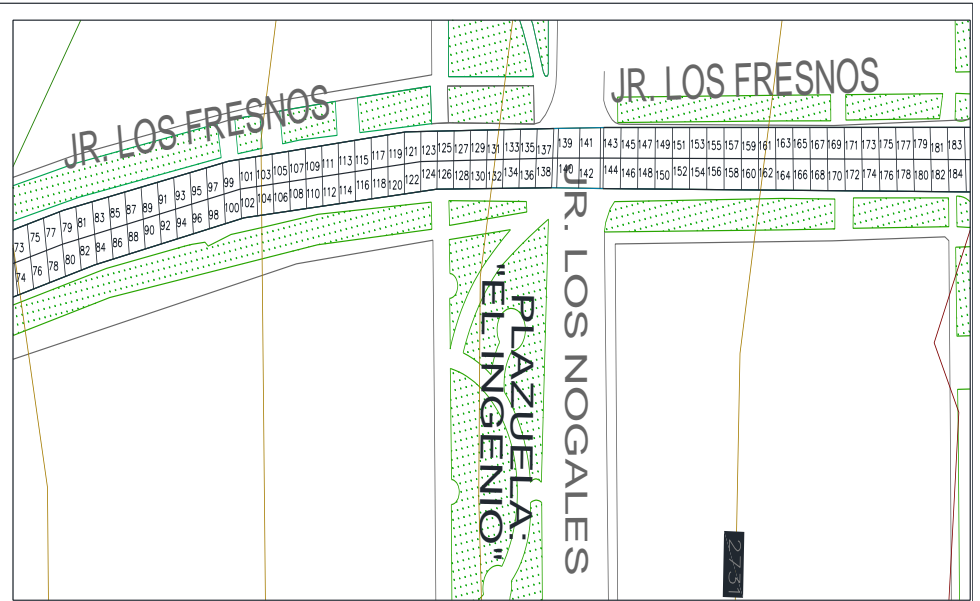 JR. LOS FRESNOS
JR. LOS FRESNOS
73 75 77 79 81 83 85 87 89 91 93 95 97 99 101 103 105 107 109 111 113 115 117 119 121 123 125 127 129 131 133 135 137 139 141 143 145 147 149 151 153 155 157 159 161 163 165 167 169 171 173 175 177 179 181 183
74 76 78 80 82 84 86 88 90 92 94 96 98 100 102 104 106 108 110 112 114 116 118 120 122 124 126 128 130 132 134 136 138 140 142 144 146 148 150 152 154 156 158 160 162 164 166 168 170 172 174 176 178 180 182 184
PLAZUELA:
"EL INGENIO"
JR. LOS NOGALES
2731